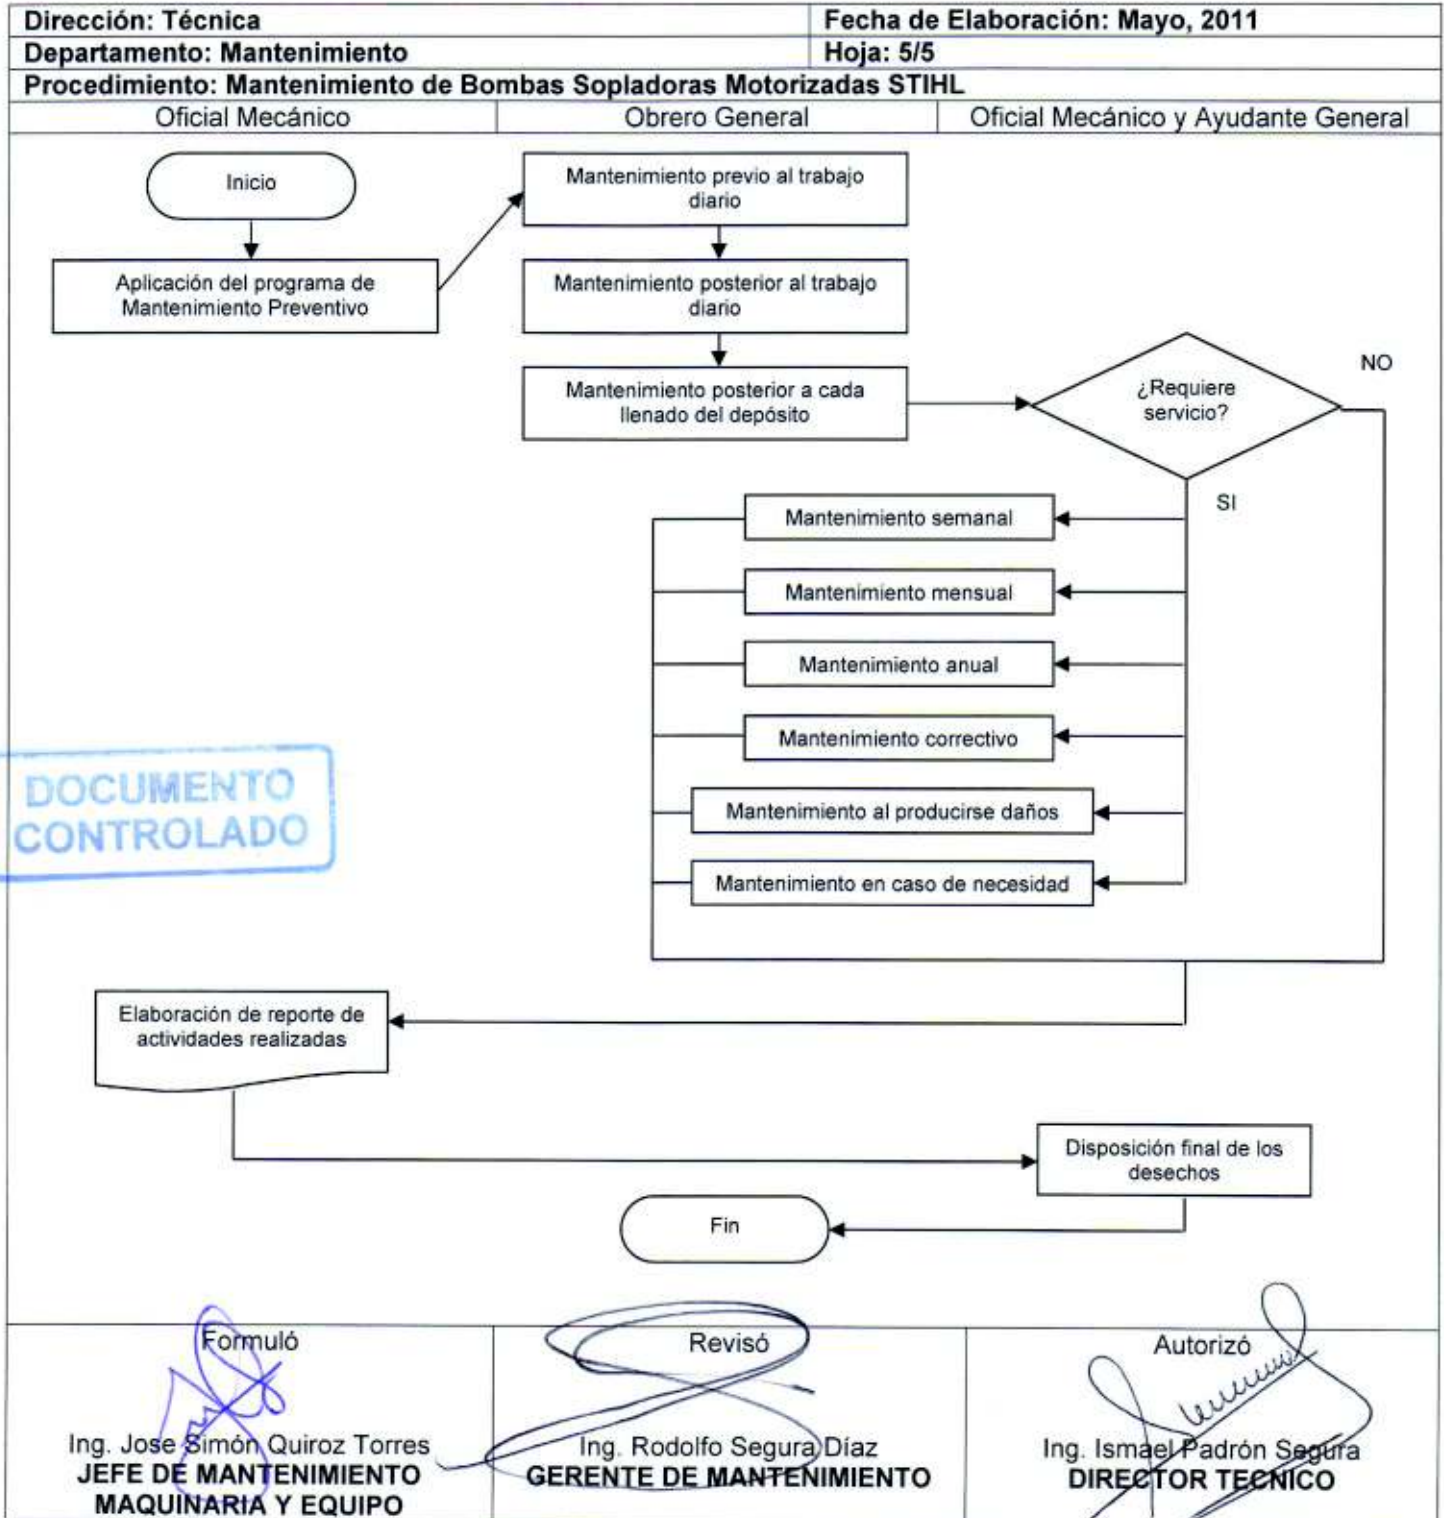 Dirección: Técnica
Fecha de Elaboración: Mayo, 2011
Departamento: Mantenimiento
Hoja: 5/5
Procedimiento: Mantenimiento de Bombas Sopladoras Motorizadas STIHL
Oficial Mecánico
Obrero General
Oficial Mecánico y Ayudante General
Inicio
Mantenimiento previo al trabajo
diario
Aplicación del programa de
Mantenimiento Preventivo
Mantenimiento posterior al trabajo
diario
Mantenimiento posterior a cada
llenado del depósito
¿Requiere
servicio?
NO
SI
Mantenimiento semanal
Mantenimiento mensual
Mantenimiento anual
Mantenimiento correctivo
Mantenimiento al producirse daños
Mantenimiento en caso de necesidad
DOCUMENTO
CONTROLADO
Elaboración de reporte de
actividades realizadas
Disposición final de los
desechos
Fin
Formuló
Ing. Jose Simón Quiroz Torres
JEFE DE MANTENIMIENTO
MAQUINARIA Y EQUIPO
Revisó
Ing. Rodolfo Segura Díaz
GERENTE DE MANTENIMIENTO
Autorizó
Ing. Ismael Padrón Segura
DIRECTOR TECNICO